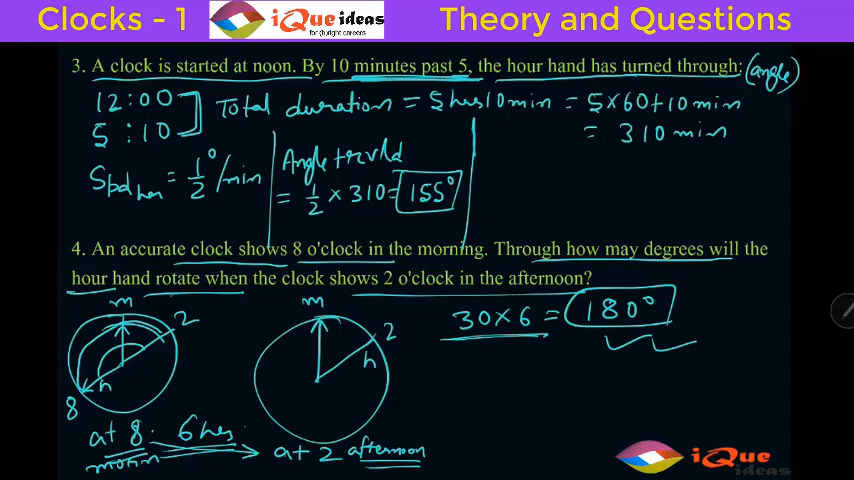 Clocks - 1
iQue ideas
for (b)right careers
Theory and Questions
3. A clock is started at noon. By 10 minutes past 5, the hour hand has turned through: (angle)
12:00
5:10
Total duration = 5hrs10min = 5×60+10 min
= 310 min
Spd hr = 1/2°/min
Angle trvld
= 1/2 × 310 = 155°
4. An accurate clock shows 8 o'clock in the morning. Through how may degrees will the
hour hand rotate when the clock shows 2 o'clock in the afternoon?
m
2
h
8
m
2
h
30×6 = 180°
at 8 6 hrs
at 2 afternoon
iQue
ideas